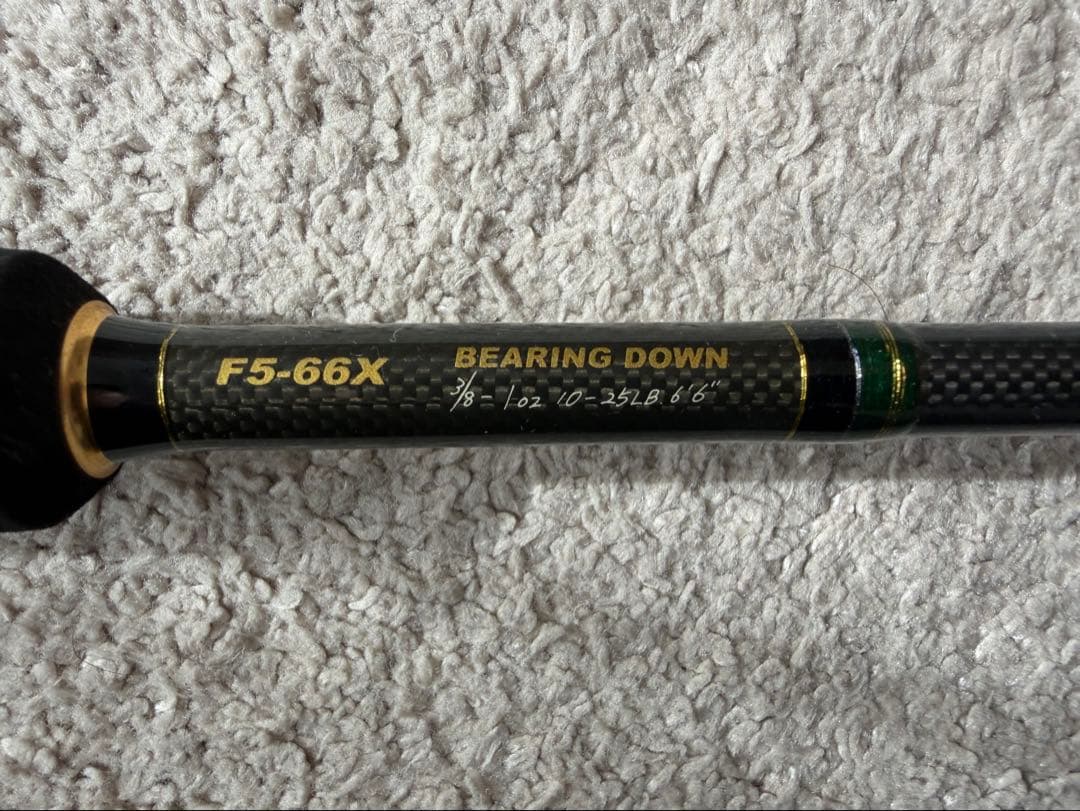 F5-66X BEARING DOWN
3/8-1oz 10-25LB 6'6"